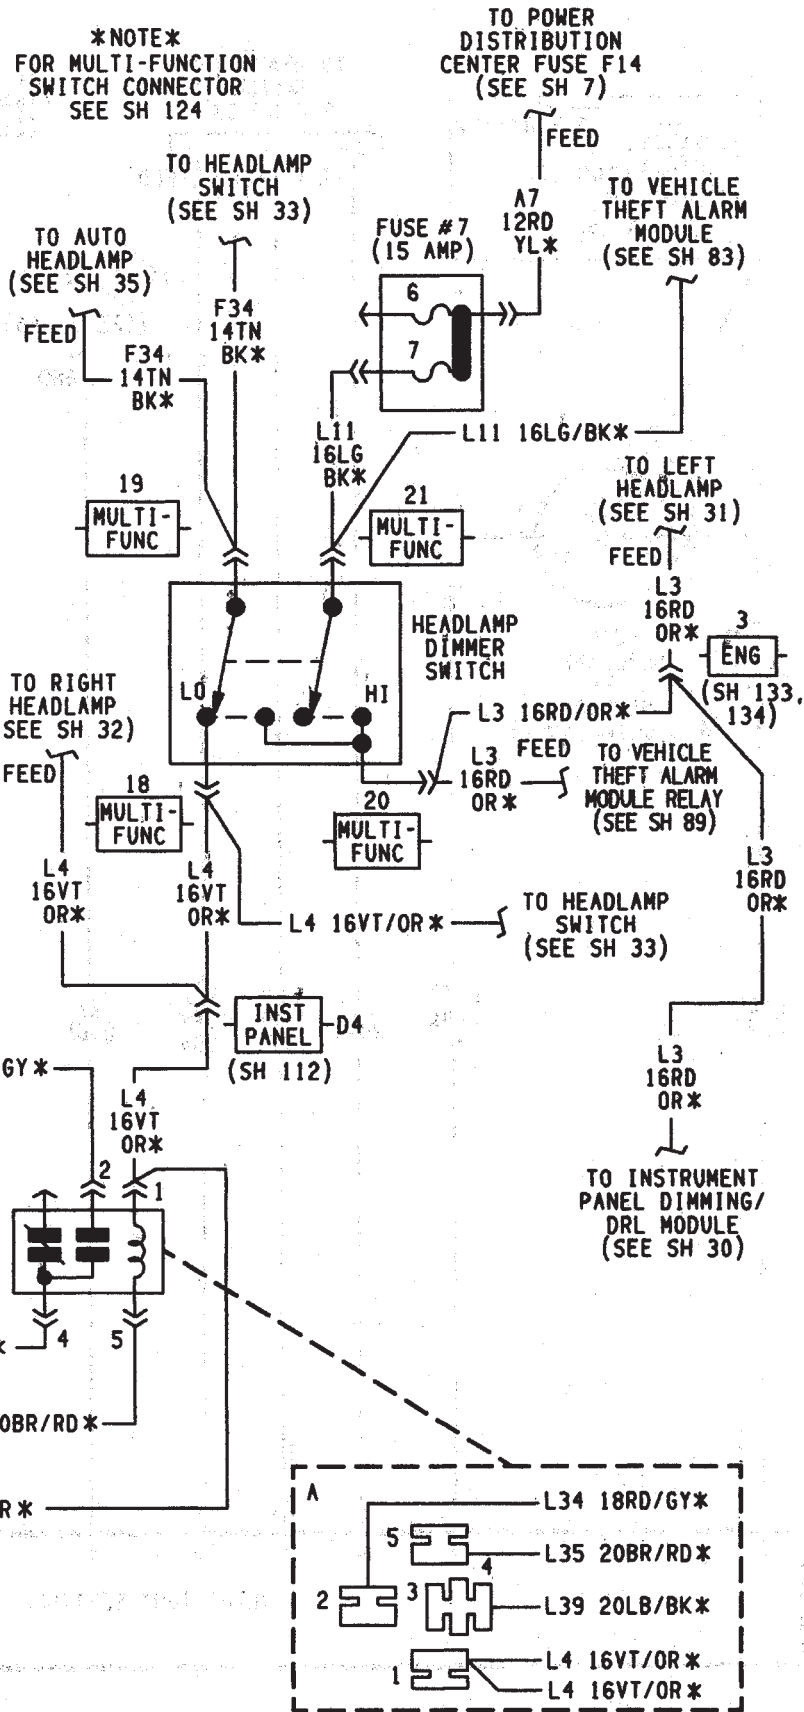 *NOTE*
FOR MULTI-FUNCTION
SWITCH CONNECTOR
SEE SH 124
TO POWER
DISTRIBUTION
CENTER FUSE F14
(SEE SH 7)
FEED
A7
12RD
YL*
TO HEADLAMP
SWITCH
(SEE SH 33)
TO VEHICLE
THEFT ALARM
MODULE
(SEE SH 83)
TO AUTO
HEADLAMP
(SEE SH 35)
FEED
FUSE #7
(15 AMP)
6
7
F34
14TN
BK*
F34
14TN
BK*
L11
16LG
BK*
L11 16LG/BK*
TO LEFT
HEADLAMP
(SEE SH 31)
FEED
19
MULTI-
FUNC
21
MULTI-
FUNC
L3
16RD
OR*
3
ENG
(SH 133,
134)
HEADLAMP
DIMMER
SWITCH
LO
HI
TO RIGHT
HEADLAMP
SEE SH 32)
FEED
L3 16RD/OR*
L3
16RD
OR*
FEED
TO VEHICLE
THEFT ALARM
MODULE RELAY
(SEE SH 89)
18
MULTI-
FUNC
20
MULTI-
FUNC
L4
16VT
OR*
L4
16VT
OR*
L3
16RD
OR*
L4 16VT/OR*
TO HEADLAMP
SWITCH
(SEE SH 33)
INST
PANEL
D4
(SH 112)
GY*
L4
16VT
OR*
L3
16RD
OR*
2
1
TO INSTRUMENT
PANEL DIMMING/
DRL MODULE
(SEE SH 30)
4
5
*
0BR/RD*
R*
A
L34 18RD/GY*
5
L35 20BR/RD*
4
2
3
L39 20LB/BK*
1
L4 16VT/OR*
L4 16VT/OR*